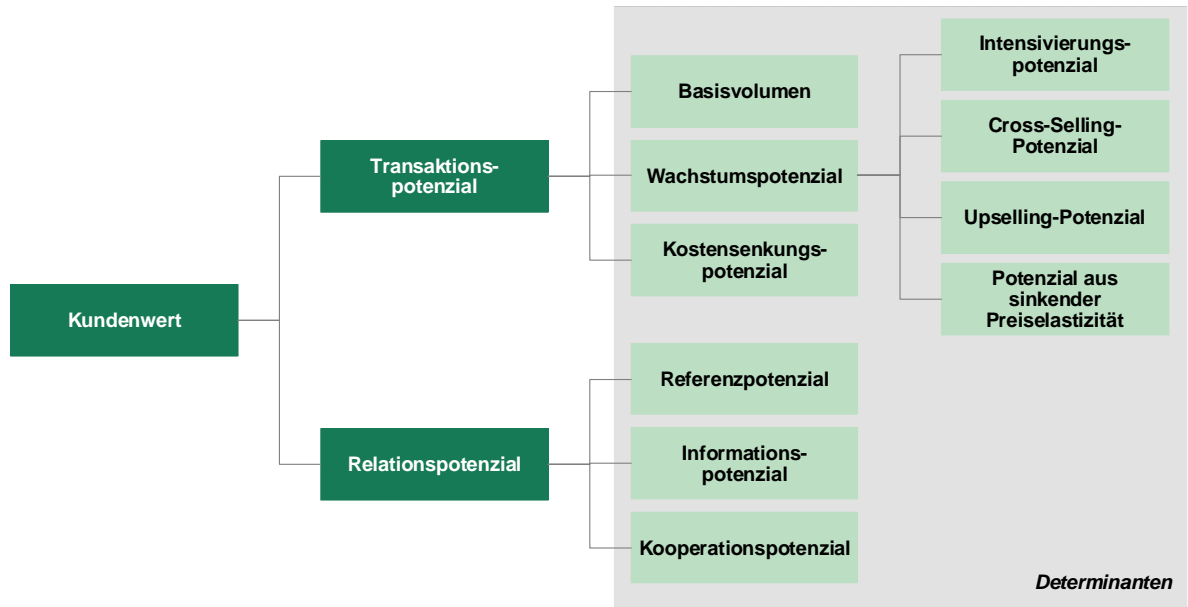 Kundenwert
Transaktions-
potenzial
Relationspotenzial
Basisvolumen
Wachstumspotenzial
Kostensenkungs-
potenzial
Referenzpotenzial
Informations-
potenzial
Kooperationspotenzial
Intensivierungs-
potenzial
Cross-Selling-
Potenzial
Upselling-Potenzial
Potenzial aus
sinkender
Preiselastizität
Determinanten